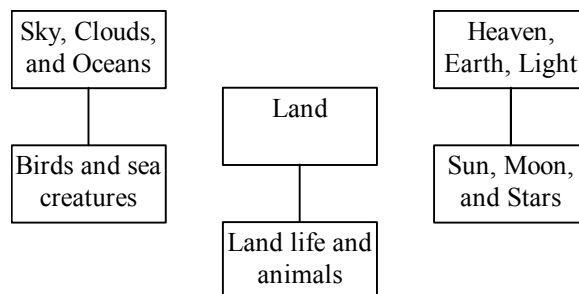 Sky, Clouds,
and Oceans
Heaven,
Earth, Light
Land
Birds and sea
creatures
Sun, Moon,
and Stars
Land life and
animals